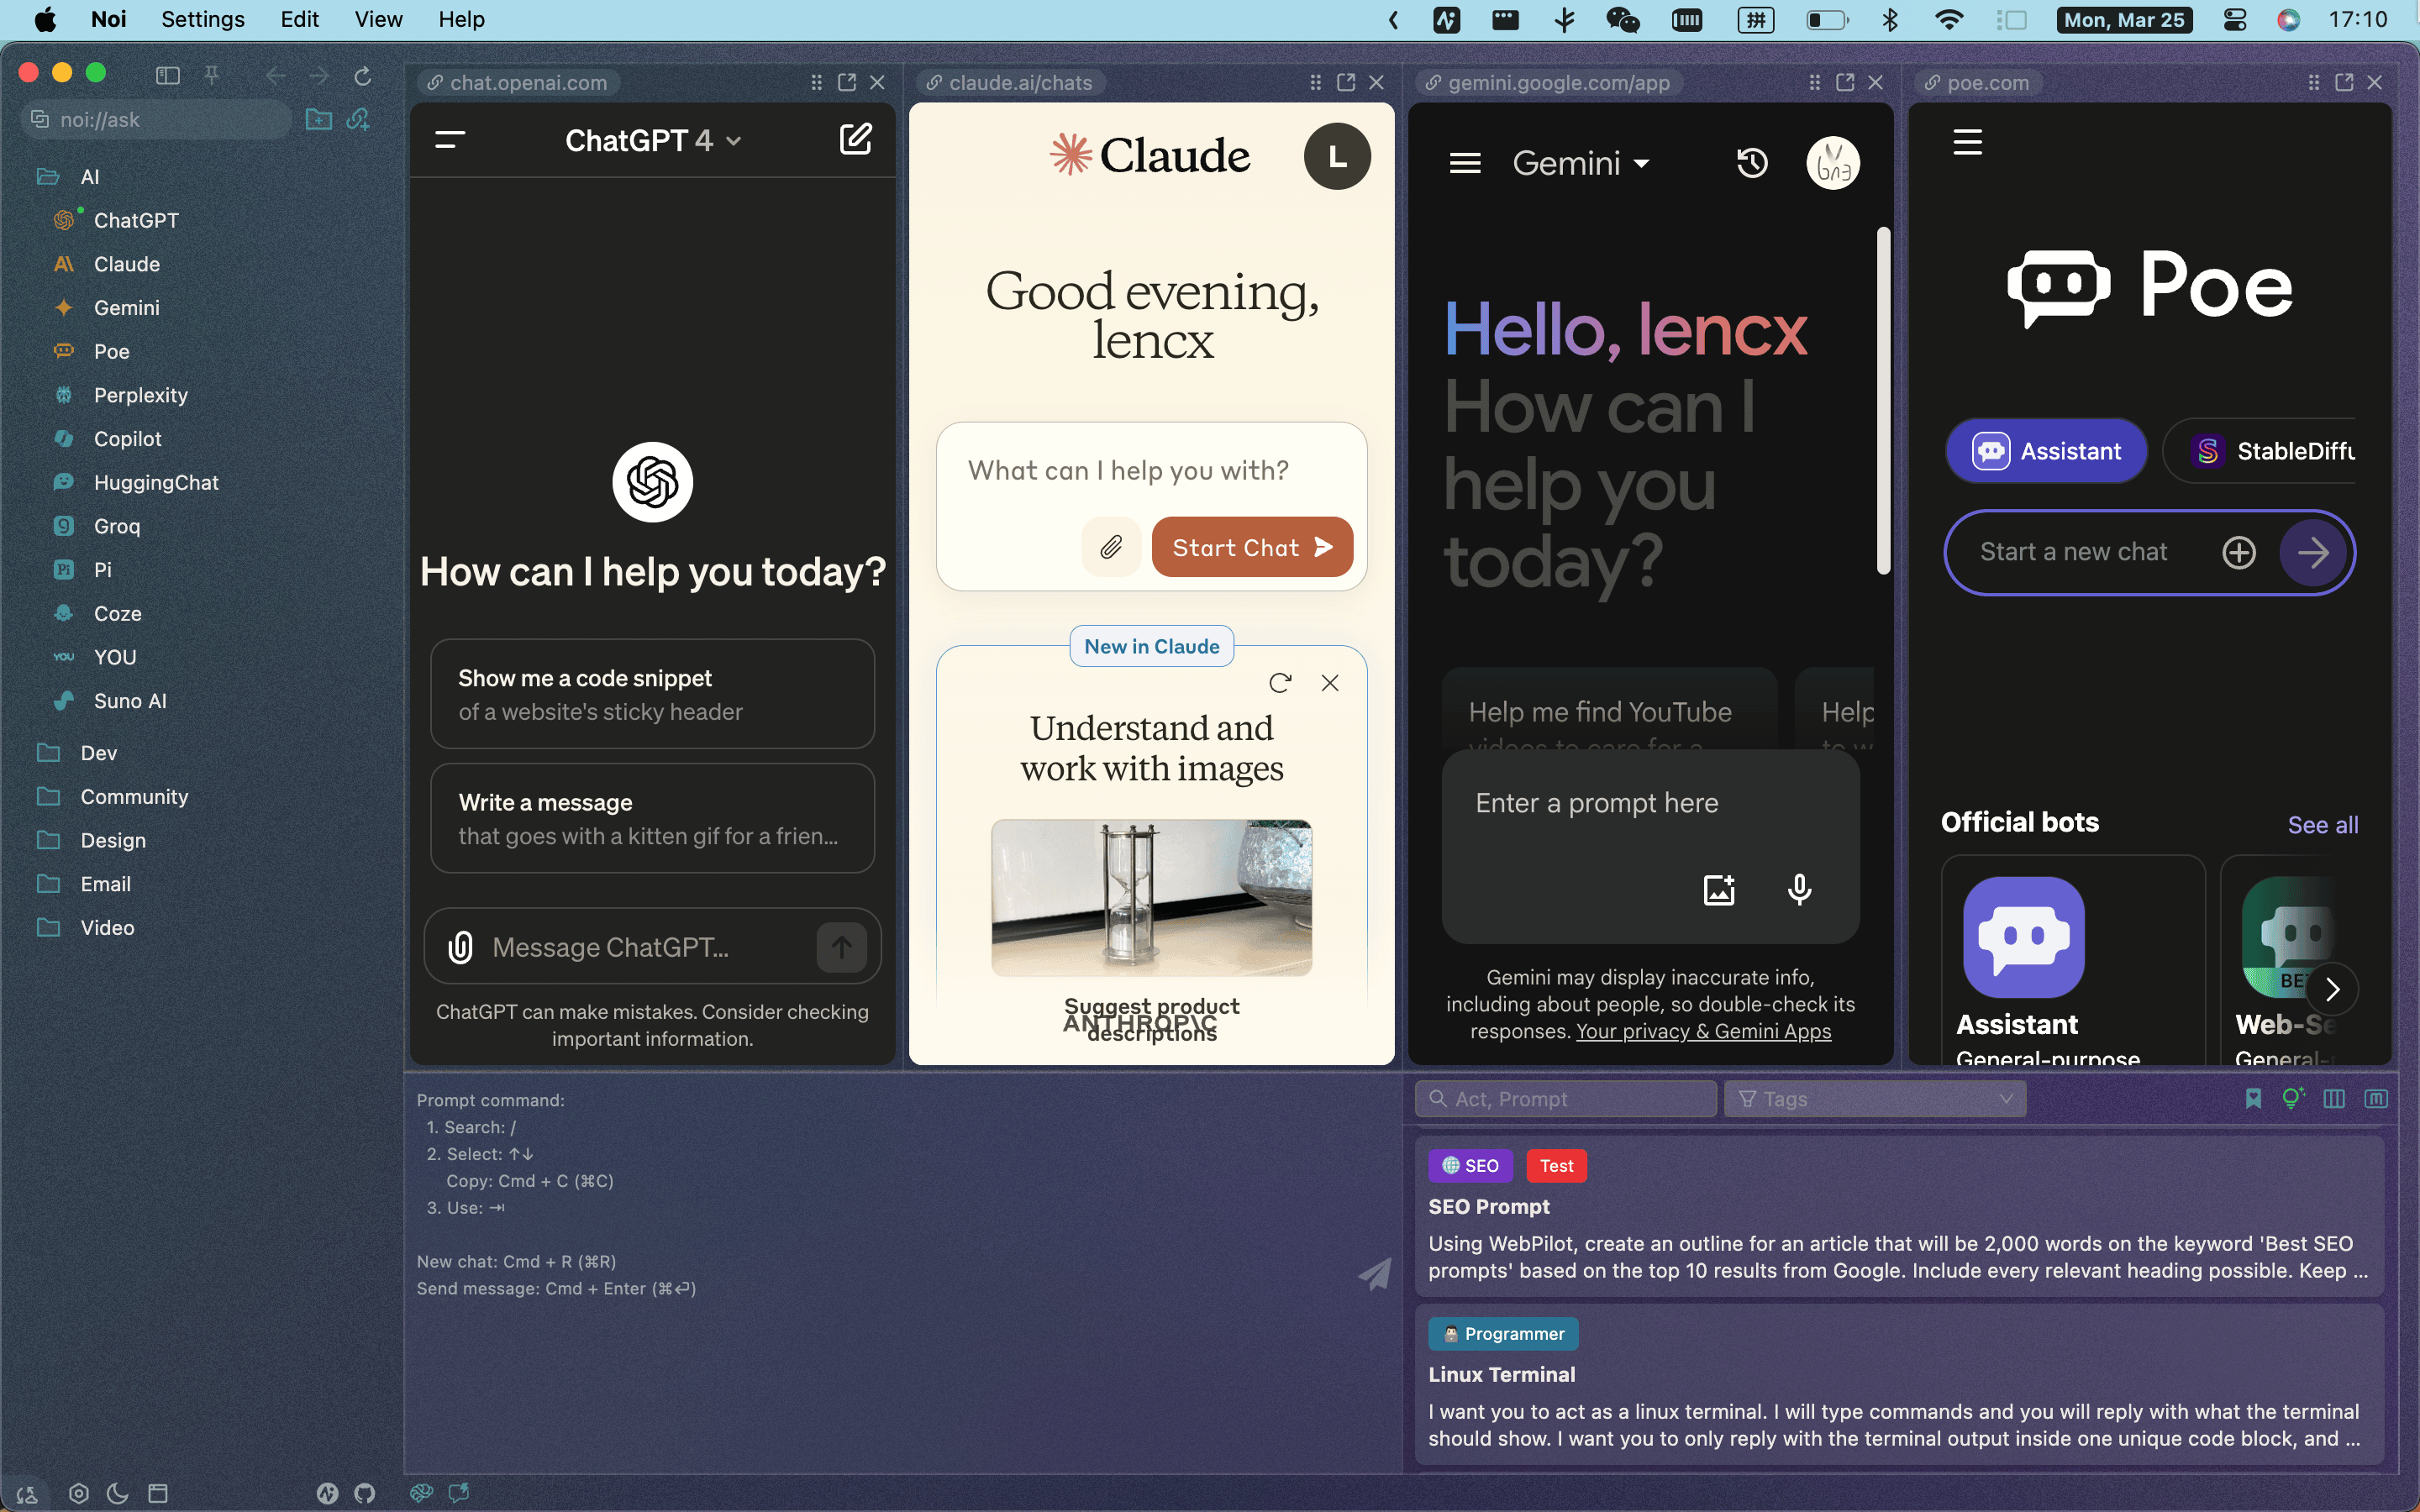 Noi Settings Edit View Help
拼 Mon, Mar 25 17:10
noi://ask
AI
ChatGPT
Claude
Gemini
Poe
Perplexity
Copilot
HuggingChat
Groq
Pi
Coze
YOU
Suno AI
Dev
Community
Design
Email
Video
chat.openai.com
ChatGPT 4
How can I help you today?
Show me a code snippet
of a website's sticky header
Write a message
that goes with a kitten gif for a frien...
Message ChatGPT...
ChatGPT can make mistakes. Consider checking
important information.
claude.ai/chats
Claude
L
Good evening,
lencx
What can I help you with?
Start Chat
New in Claude
Understand and
work with images
Suggest product
ANTHROP\C
descriptions
gemini.google.com/app
Gemini
Hello, lencx
How can I
help you
today?
Help me find YouTube
videos to care for a
Help
to w
Enter a prompt here
Gemini may display inaccurate info,
including about people, so double-check its
responses. Your privacy & Gemini Apps
poe.com
Poe
Assistant
StableDiffu
Start a new chat
Official bots
See all
Assistant
General-purpose
BE
Web-Se
General-
Prompt command:
1. Search: /
2. Select: ↑↓
Copy: Cmd + C (⌘C)
3. Use: ⇥
New chat: Cmd + R (⌘R)
Send message: Cmd + Enter (⌘↩)
Act, Prompt
Tags
SEO Test
SEO Prompt
Using WebPilot, create an outline for an article that will be 2,000 words on the keyword 'Best SEO
prompts' based on the top 10 results from Google. Include every relevant heading possible. Keep ...
Programmer
Linux Terminal
I want you to act as a linux terminal. I will type commands and you will reply with what the terminal
should show. I want you to only reply with the terminal output inside one unique code block, and ...